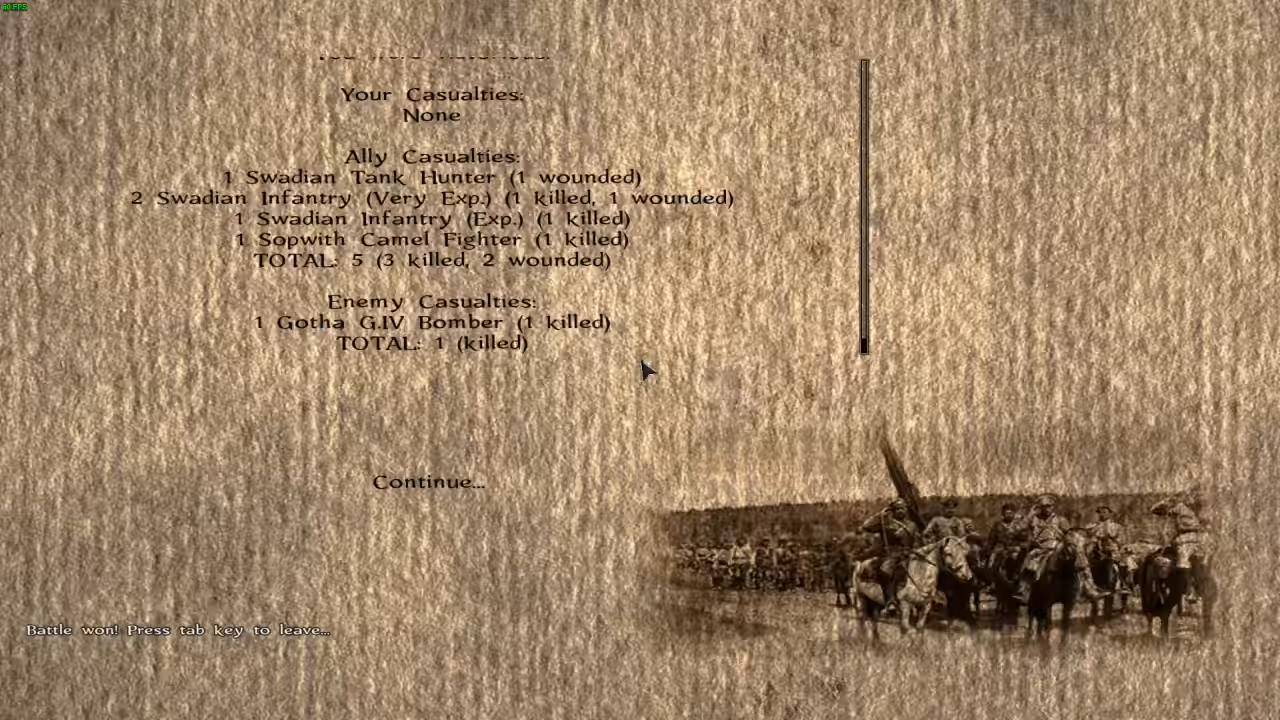 60 FPS
Your Casualties:
None
Ally Casualties:
1 Swadian Tank Hunter (1 wounded)
2 Swadian Infantry (Very Exp.) (1 killed, 1 wounded)
1 Swadian Infantry (Exp.) (1 killed)
1 Sopwith Camel Fighter (1 killed)
TOTAL: 5 (3 killed, 2 wounded)
Enemy Casualties:
1 Gotha G.IV Bomber (1 killed)
TOTAL: 1 (killed)
Continue...
Battle won! Press tab key to leave...